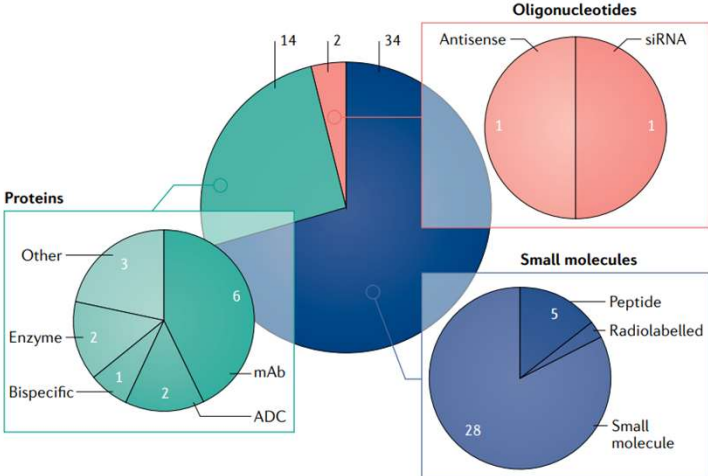 Oligonucleotides
14
2
34
Antisense
siRNA
1
1
Proteins
Other
3
6
Enzyme
2
Bispecific
1
2
mAb
ADC
Small molecules
Peptide
5
Radiolabelled
Small
molecule
28